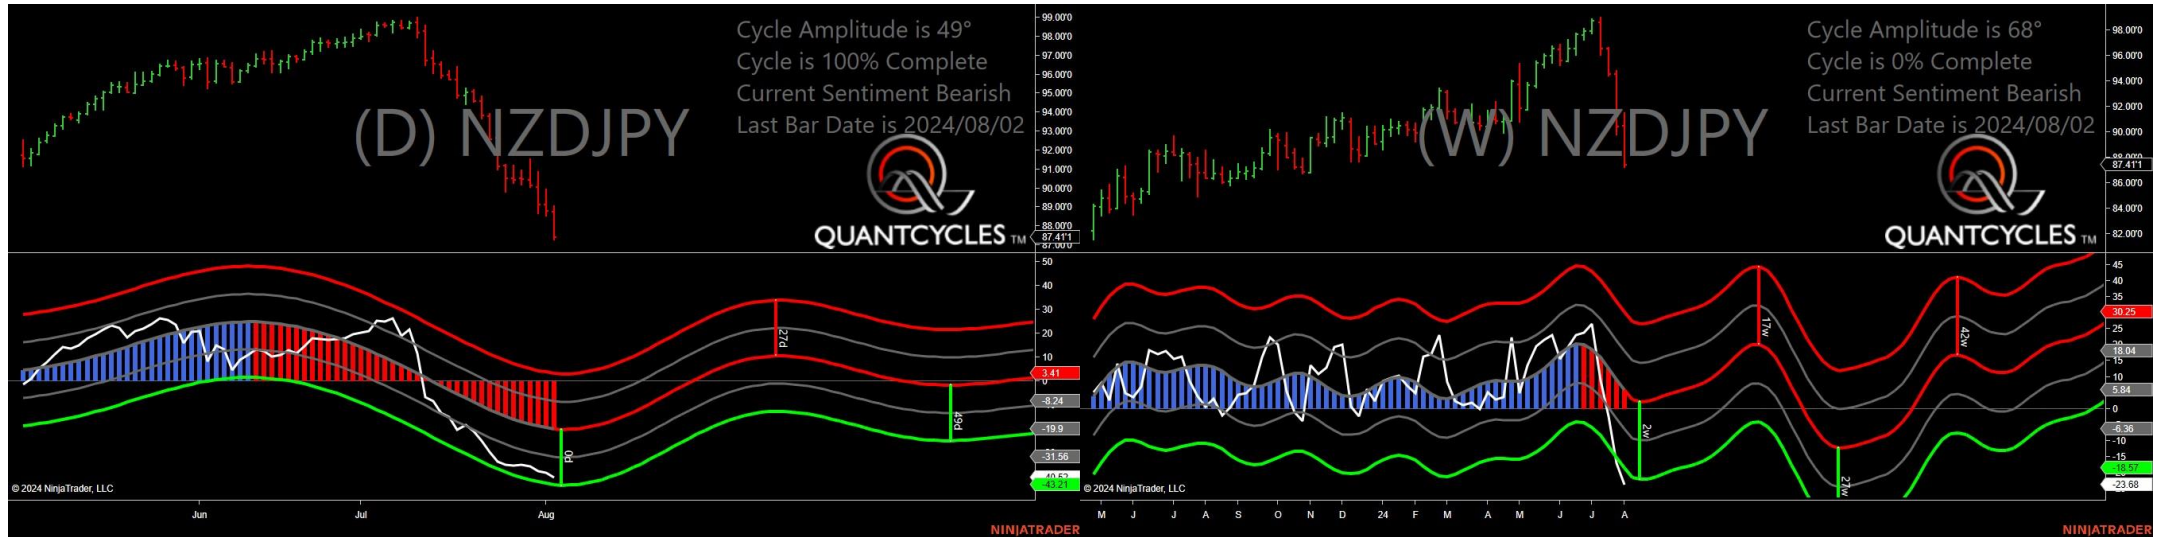 Cycle Amplitude is 49°
Cycle is 100% Complete
Current Sentiment Bearish
Last Bar Date is 2024/08/02
(D) NZDJPY
QUANTCYCLES TM
99.00'0
98.00'0
97.00'0
96.00'0
95.00'0
94.00'0
93.00'0
92.00'0
91.00'0
90.00'0
89.00'0
88.00'0
87.41'1
87.00'0
50
40
30
20
10
3.41
-8.24
-19.9
-31.56
-43.21
0d
27d
49d
© 2024 NinjaTrader, LLC
Jun Jul Aug
NINJATRADER
Cycle Amplitude is 68°
Cycle is 0% Complete
Current Sentiment Bearish
Last Bar Date is 2024/08/02
(W) NZDJPY
QUANTCYCLES TM
98.00'0
96.00'0
94.00'0
92.00'0
90.00'0
88.00'0
87.41'1
86.00'0
84.00'0
82.00'0
45
40
35
30.25
25
20
18.04
15
10
5.84
0
-6.36
-10
-15
-18.57
-23.68
2w
17w
27w
42w
© 2024 NinjaTrader, LLC
M J J A S O N D 24 F M A M J J A
NINJATRADER